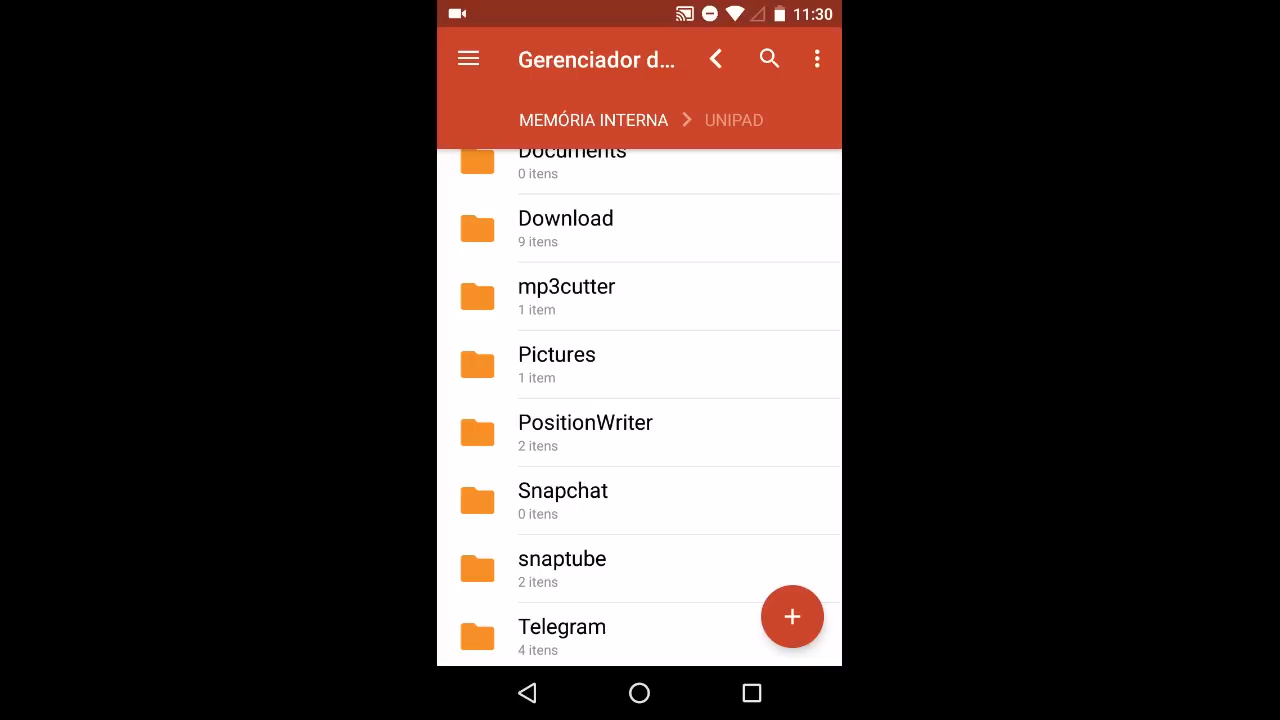 11:30
Gerenciador d...
MEMÓRIA INTERNA > UNIPAD
Documents
0 itens
Download
9 itens
mp3cutter
1 item
Pictures
1 item
PositionWriter
2 itens
Snapchat
0 itens
snaptube
2 itens
Telegram
4 itens